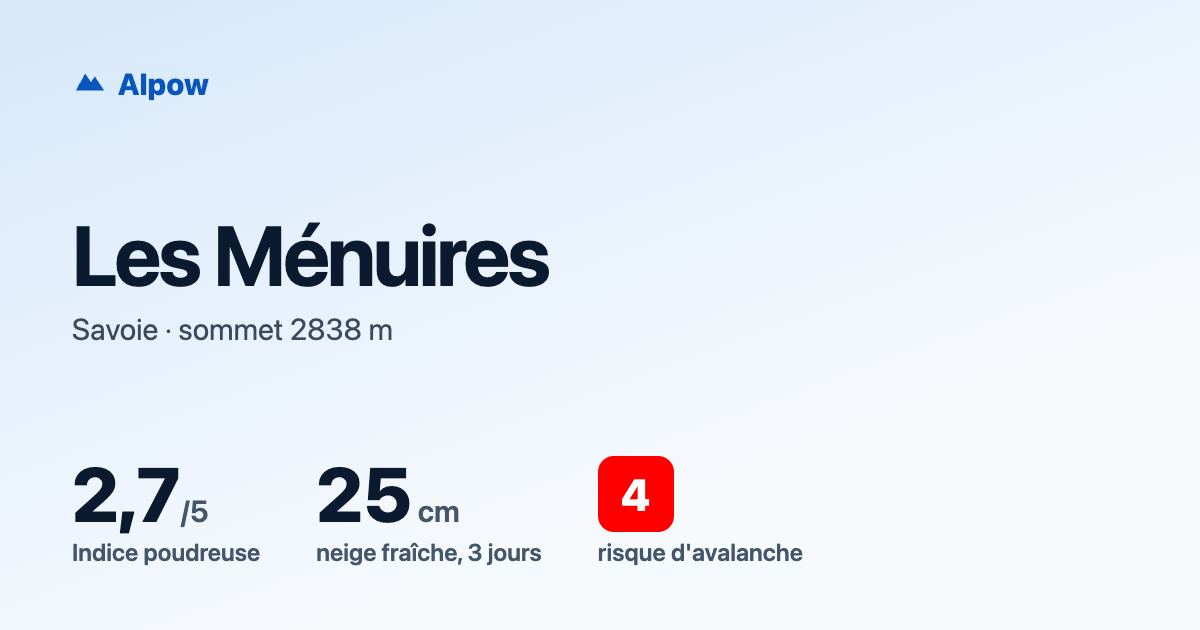 Alpow
Les Ménuires
Savoie · sommet 2838 m
2,7/5
Indice poudreuse
25 cm
neige fraîche, 3 jours
4
risque d'avalanche